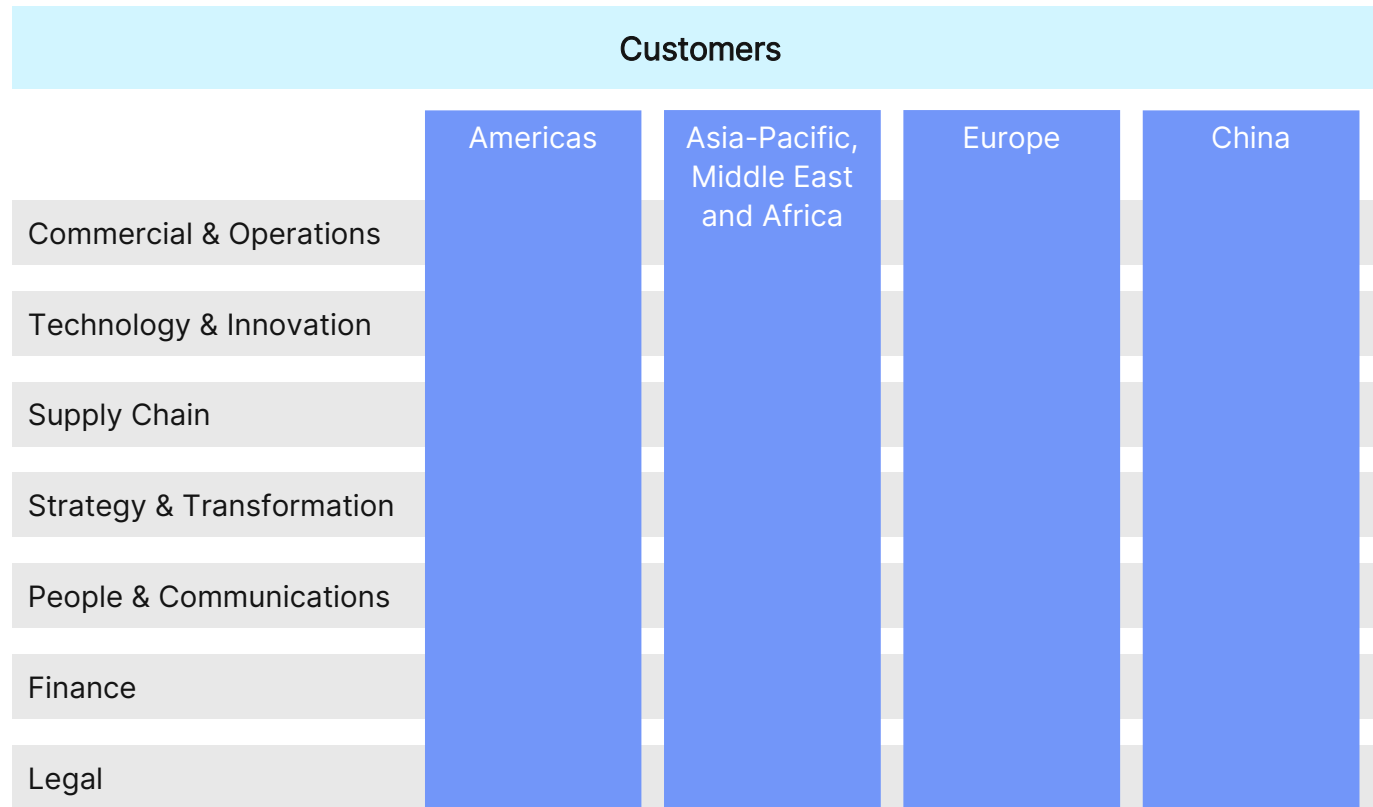 Customers
Americas
Asia-Pacific,
Middle East
and Africa
Europe
China
Commercial & Operations
Technology & Innovation
Supply Chain
Strategy & Transformation
People & Communications
Finance
Legal